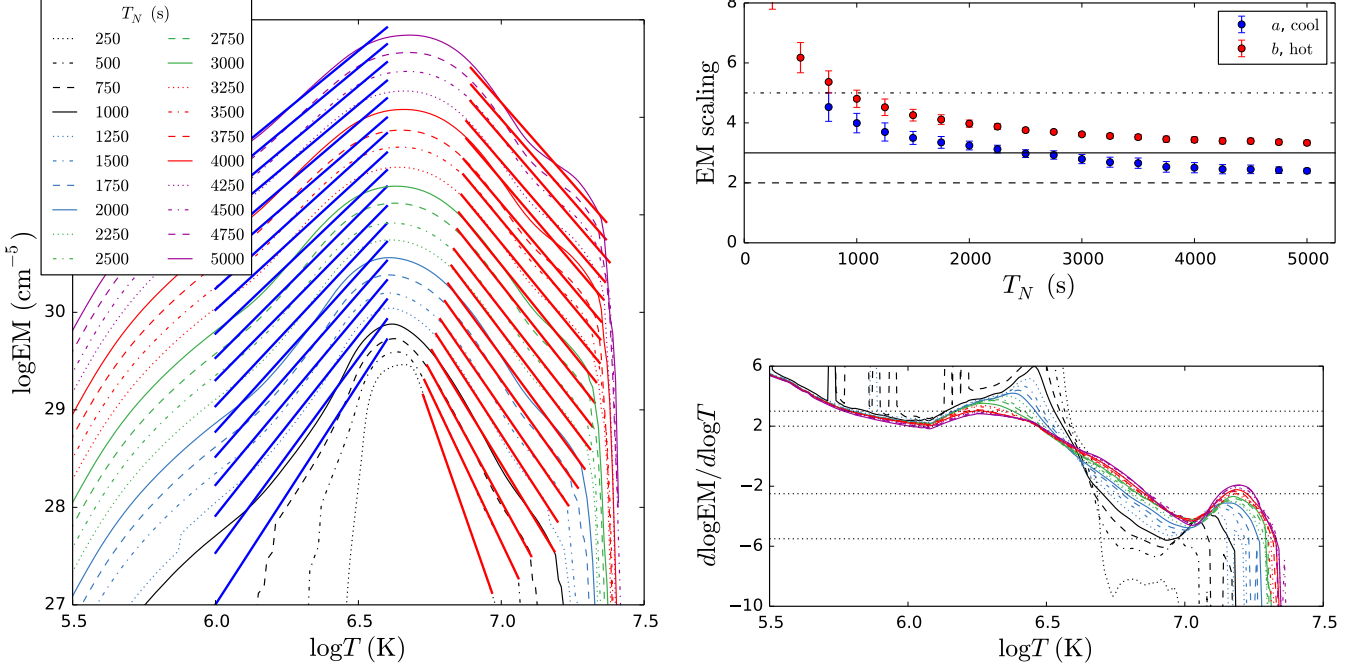 T_N (s)
250 2750
500 3000
750 3250
1000 3500
1250 3750
1500 4000
1750 4250
2000 4500
2250 4750
2500 5000
logEM (cm⁻⁵)
30
29
28
27
5.5 6.0 6.5 7.0 7.5
logT (K)
EM scaling
8
6
4
2
0
a, cool
b, hot
0 1000 2000 3000 4000 5000
T_N (s)
dlogEM/dlogT
6
2
−2
−6
−10
5.5 6.0 6.5 7.0 7.5
logT (K)